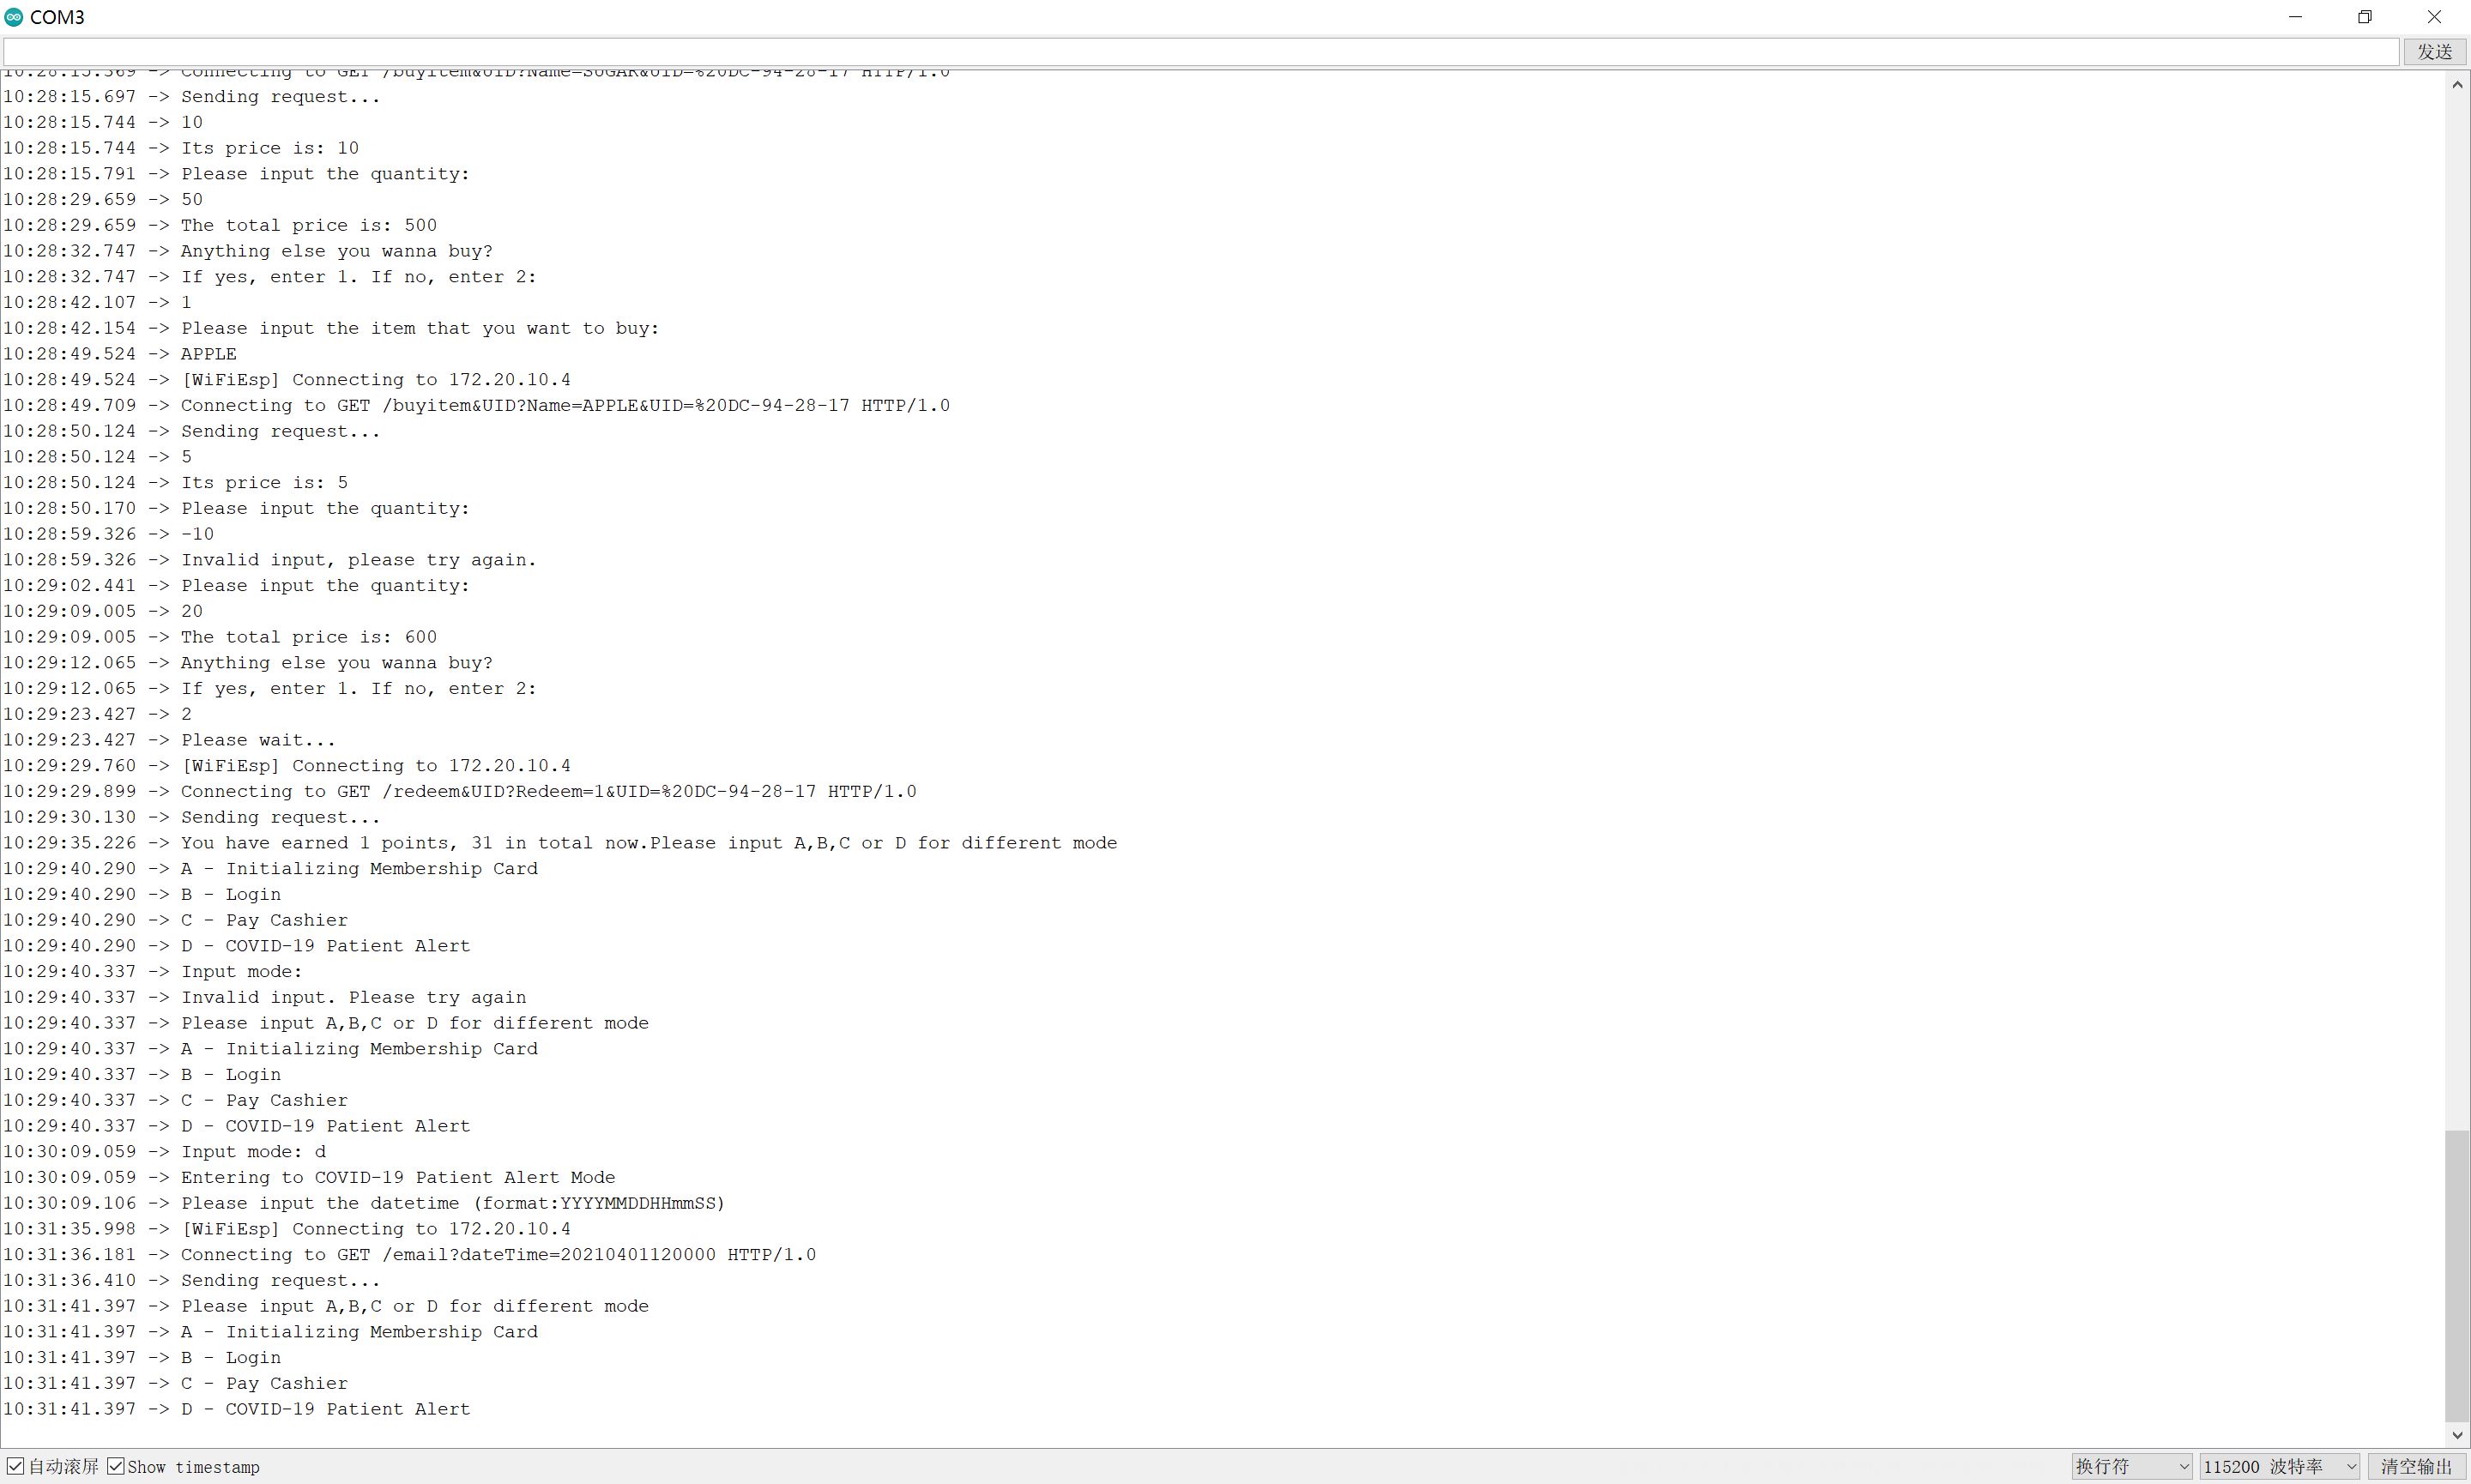 COM3
发送
10:28:15.369 -> Connecting to GET /buyitem&UID?Name=SUGAR&UID=%20DC-94-28-17 HTTP/1.0
10:28:15.697 -> Sending request...
10:28:15.744 -> 10
10:28:15.744 -> Its price is: 10
10:28:15.791 -> Please input the quantity:
10:28:29.659 -> 50
10:28:29.659 -> The total price is: 500
10:28:32.747 -> Anything else you wanna buy?
10:28:32.747 -> If yes, enter 1. If no, enter 2:
10:28:42.107 -> 1
10:28:42.154 -> Please input the item that you want to buy:
10:28:49.524 -> APPLE
10:28:49.524 -> [WiFiEsp] Connecting to 172.20.10.4
10:28:49.709 -> Connecting to GET /buyitem&UID?Name=APPLE&UID=%20DC-94-28-17 HTTP/1.0
10:28:50.124 -> Sending request...
10:28:50.124 -> 5
10:28:50.124 -> Its price is: 5
10:28:50.170 -> Please input the quantity:
10:28:59.326 -> -10
10:28:59.326 -> Invalid input, please try again.
10:29:02.441 -> Please input the quantity:
10:29:09.005 -> 20
10:29:09.005 -> The total price is: 600
10:29:12.065 -> Anything else you wanna buy?
10:29:12.065 -> If yes, enter 1. If no, enter 2:
10:29:23.427 -> 2
10:29:23.427 -> Please wait...
10:29:29.760 -> [WiFiEsp] Connecting to 172.20.10.4
10:29:29.899 -> Connecting to GET /redeem&UID?Redeem=1&UID=%20DC-94-28-17 HTTP/1.0
10:29:30.130 -> Sending request...
10:29:35.226 -> You have earned 1 points, 31 in total now.Please input A,B,C or D for different mode
10:29:40.290 -> A - Initializing Membership Card
10:29:40.290 -> B - Login
10:29:40.290 -> C - Pay Cashier
10:29:40.290 -> D - COVID-19 Patient Alert
10:29:40.337 -> Input mode:
10:29:40.337 -> Invalid input. Please try again
10:29:40.337 -> Please input A,B,C or D for different mode
10:29:40.337 -> A - Initializing Membership Card
10:29:40.337 -> B - Login
10:29:40.337 -> C - Pay Cashier
10:29:40.337 -> D - COVID-19 Patient Alert
10:30:09.059 -> Input mode: d
10:30:09.059 -> Entering to COVID-19 Patient Alert Mode
10:30:09.106 -> Please input the datetime (format:YYYYMMDDHHmmSS)
10:31:35.998 -> [WiFiEsp] Connecting to 172.20.10.4
10:31:36.181 -> Connecting to GET /email?dateTime=20210401120000 HTTP/1.0
10:31:36.410 -> Sending request...
10:31:41.397 -> Please input A,B,C or D for different mode
10:31:41.397 -> A - Initializing Membership Card
10:31:41.397 -> B - Login
10:31:41.397 -> C - Pay Cashier
10:31:41.397 -> D - COVID-19 Patient Alert
自动滚屏 Show timestamp
换行符 115200 波特率 清空输出